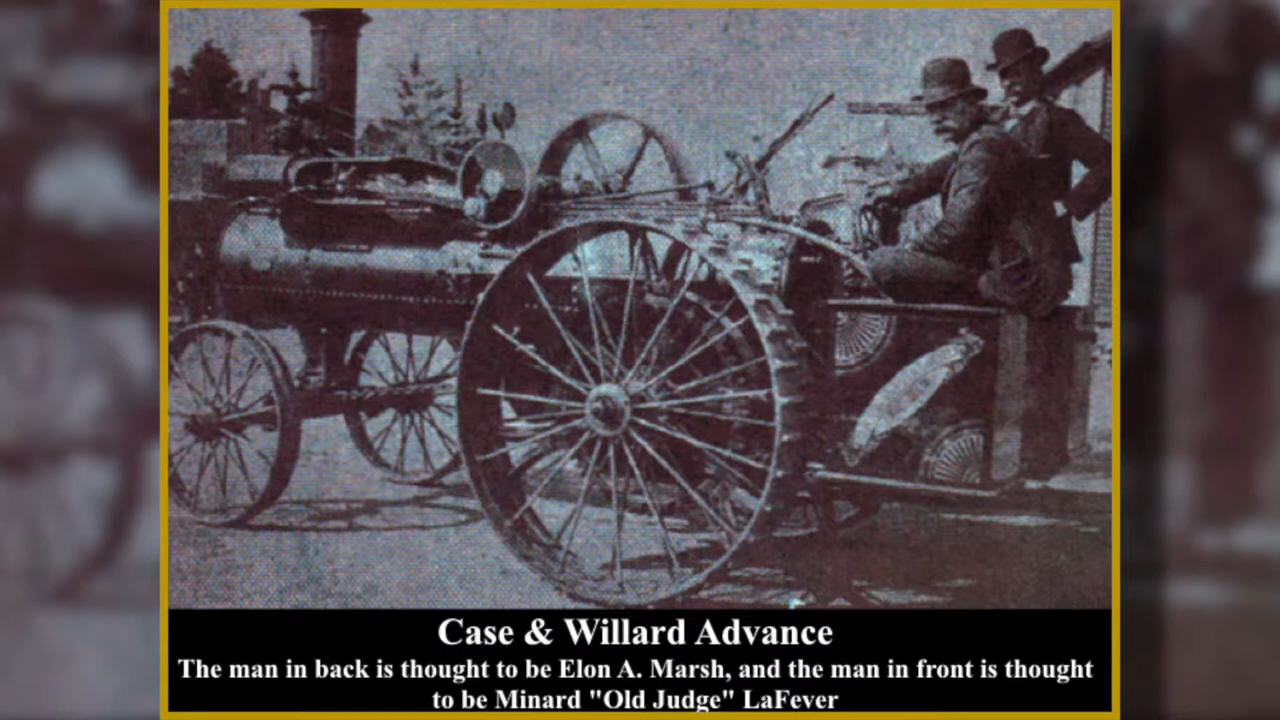 Case & Willard Advance
The man in back is thought to be Elon A. Marsh, and the man in front is thought
to be Minard "Old Judge" LaFever